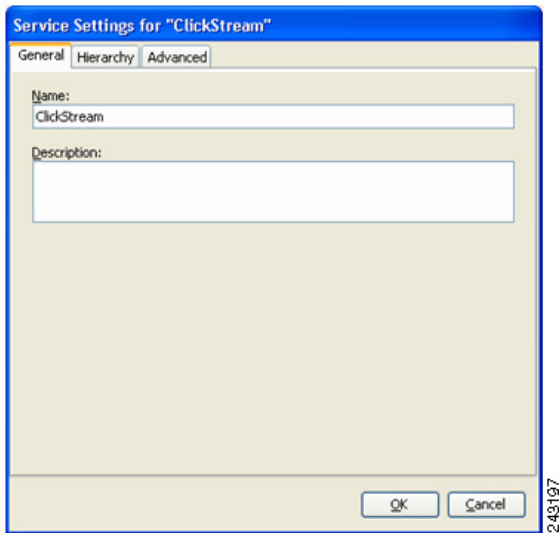 Service Settings for "ClickStream"
General Hierarchy Advanced
Name:
ClickStream
Description:
OK Cancel
243197